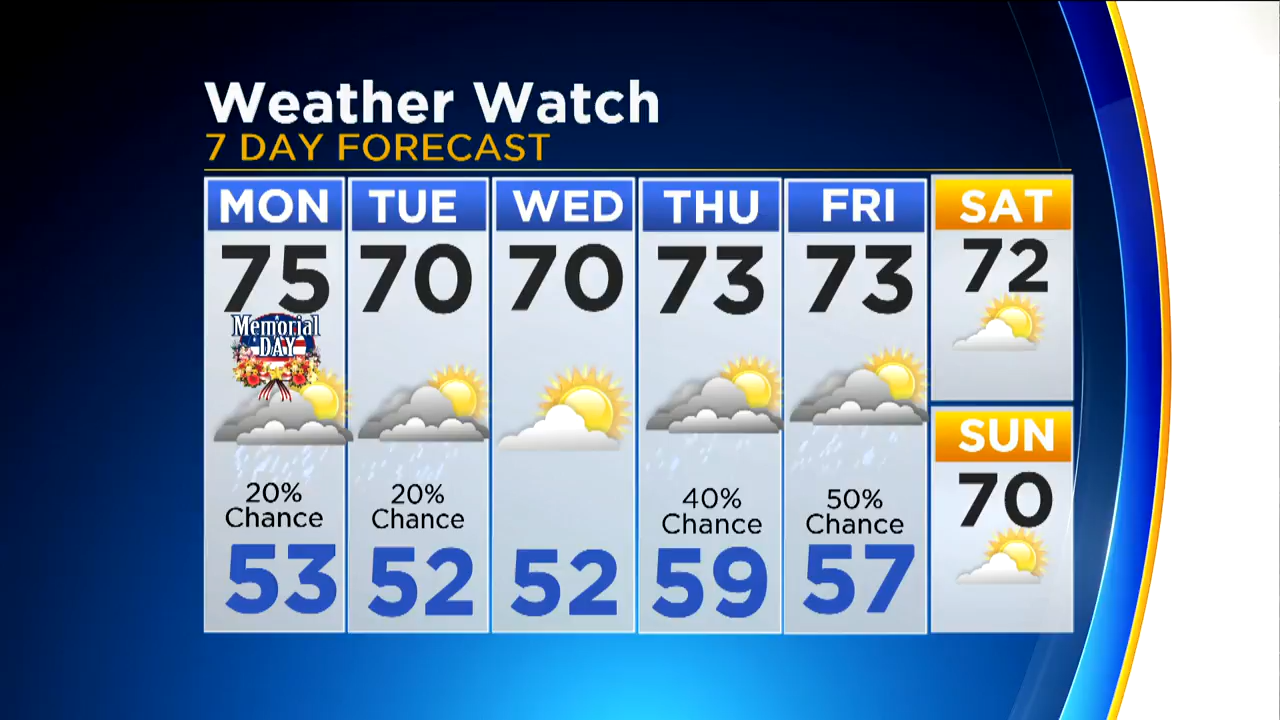 Weather Watch
7 DAY FORECAST
MON
75
Memorial
DAY
20%
Chance
53
TUE
70
20%
Chance
52
WED
70
52
THU
73
40%
Chance
59
FRI
73
50%
Chance
57
SAT
72
SUN
70